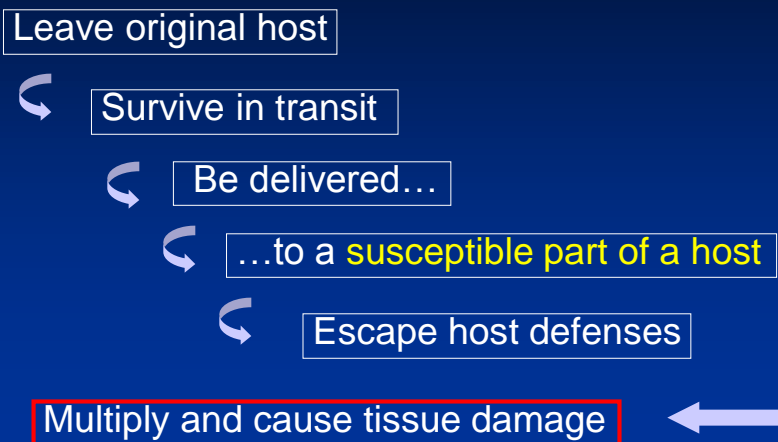 Leave original host
Survive in transit
Be delivered…
…to a susceptible part of a host
Escape host defenses
Multiply and cause tissue damage